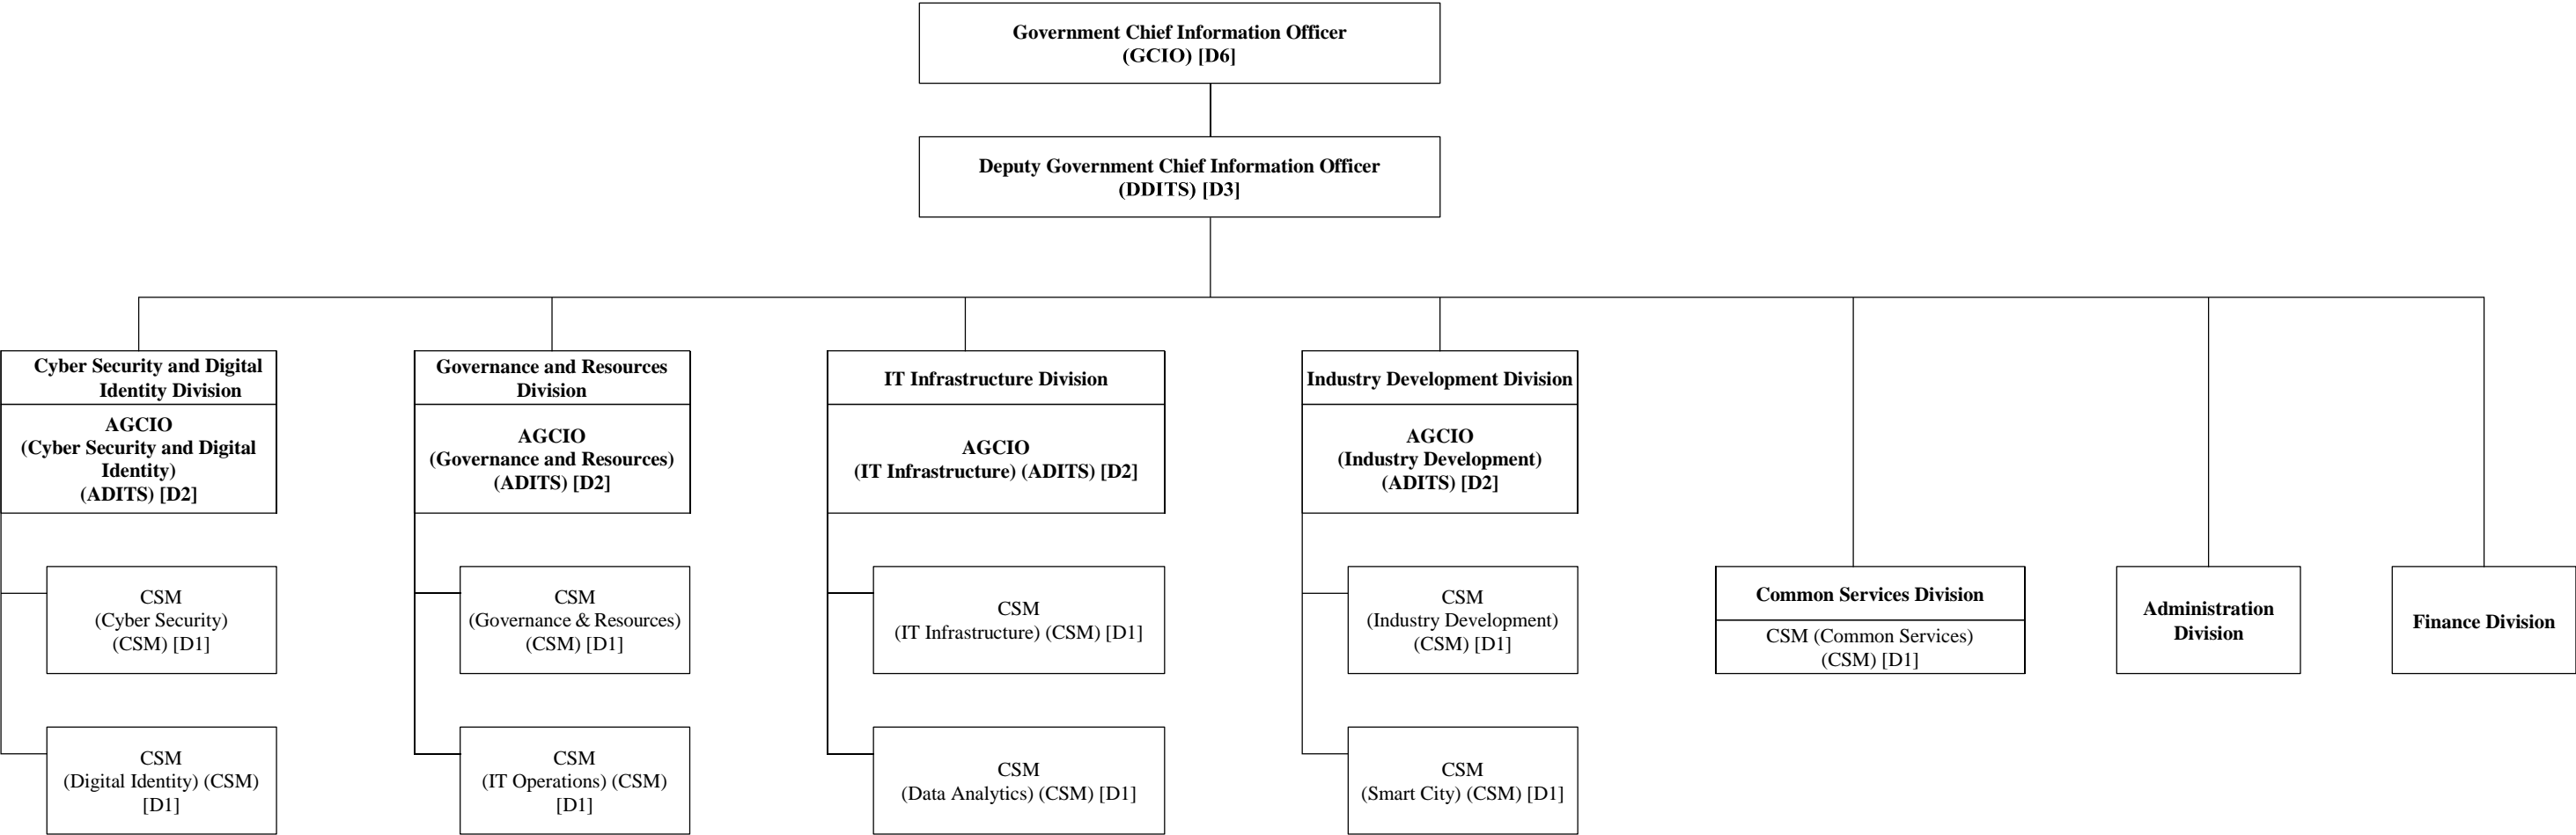 Government Chief Information Officer
(GCIO) [D6]
Deputy Government Chief Information Officer
(DDITS) [D3]
Cyber Security and Digital
Identity Division
AGCIO
(Cyber Security and Digital
Identity)
(ADITS) [D2]
CSM
(Cyber Security)
(CSM) [D1]
CSM
(Digital Identity) (CSM)
[D1]
Governance and Resources
Division
AGCIO
(Governance and Resources)
(ADITS) [D2]
CSM
(Governance & Resources)
(CSM) [D1]
CSM
(IT Operations) (CSM)
[D1]
IT Infrastructure Division
AGCIO
(IT Infrastructure) (ADITS) [D2]
CSM
(IT Infrastructure) (CSM) [D1]
CSM
(Data Analytics) (CSM) [D1]
Industry Development Division
AGCIO
(Industry Development)
(ADITS) [D2]
CSM
(Industry Development)
(CSM) [D1]
CSM
(Smart City) (CSM) [D1]
Common Services Division
CSM (Common Services)
(CSM) [D1]
Administration
Division
Finance Division